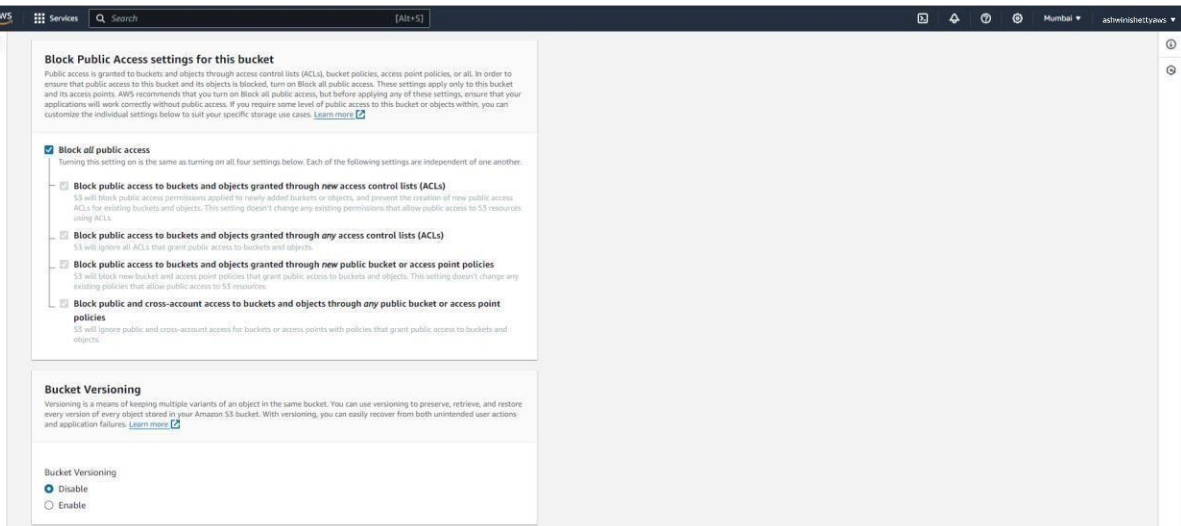 WS Services Search [Alt+S] Mumbai ashwinishettyaws
Block Public Access settings for this bucket
Public access is granted to buckets and objects through access control lists (ACLs), bucket policies, access point policies, or all. In order to
ensure that public access to this bucket and its objects is blocked, turn on Block all public access. These settings apply only to this bucket
and its access points. AWS recommends that you turn on Block all public access, but before applying any of these settings, ensure that your
applications will work correctly without public access. If you require some level of public access to this bucket or objects within, you can
customize the individual settings below to suit your specific storage use cases. Learn more
Block all public access
Turning this setting on is the same as turning on all four settings below. Each of the following settings are independent of one another.
Block public access to buckets and objects granted through new access control lists (ACLs)
S3 will block public access permissions applied to newly added buckets or objects, and prevent the creation of new public access
ACLs for existing buckets and objects. This setting doesn't change any existing permissions that allow public access to S3 resources
using ACLs.
Block public access to buckets and objects granted through any access control lists (ACLs)
S3 will ignore all ACLs that grant public access to buckets and objects.
Block public access to buckets and objects granted through new public bucket or access point policies
S3 will block new bucket and access point policies that grant public access to buckets and objects. This setting doesn't change any
existing policies that allow public access to S3 resources.
Block public and cross-account access to buckets and objects through any public bucket or access point
policies
S3 will ignore public and cross-account access for buckets or access points with policies that grant public access to buckets and
objects.
Bucket Versioning
Versioning is a means of keeping multiple variants of an object in the same bucket. You can use versioning to preserve, retrieve, and restore
every version of every object stored in your Amazon S3 bucket. With versioning, you can easily recover from both unintended user actions
and application failures. Learn more
Bucket Versioning
Disable
Enable